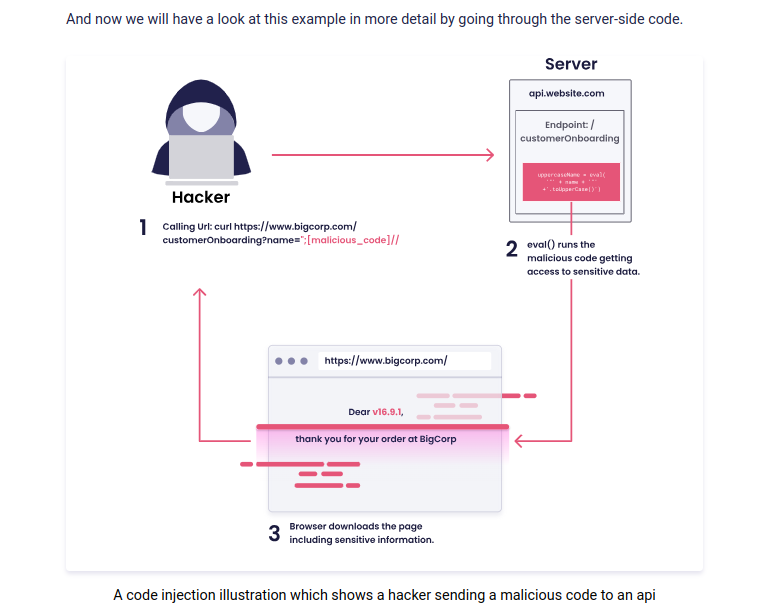 And now we will have a look at this example in more detail by going through the server-side code.
Server
api.website.com
Endpoint: /
customerOnboarding
uppercaseName = eval(
'"' + name + '"'
+'.toUpperCase()')
Hacker
1
Calling Url: curl https://www.bigcorp.com/
customerOnboarding?name=";[malicious_code]//
2
eval() runs the
malicious code getting
access to sensitive data.
https://www.bigcorp.com/
Dear v16.9.1,
thank you for your order at BigCorp
3
Browser downloads the page
including sensitive information.
A code injection illustration which shows a hacker sending a malicious code to an api